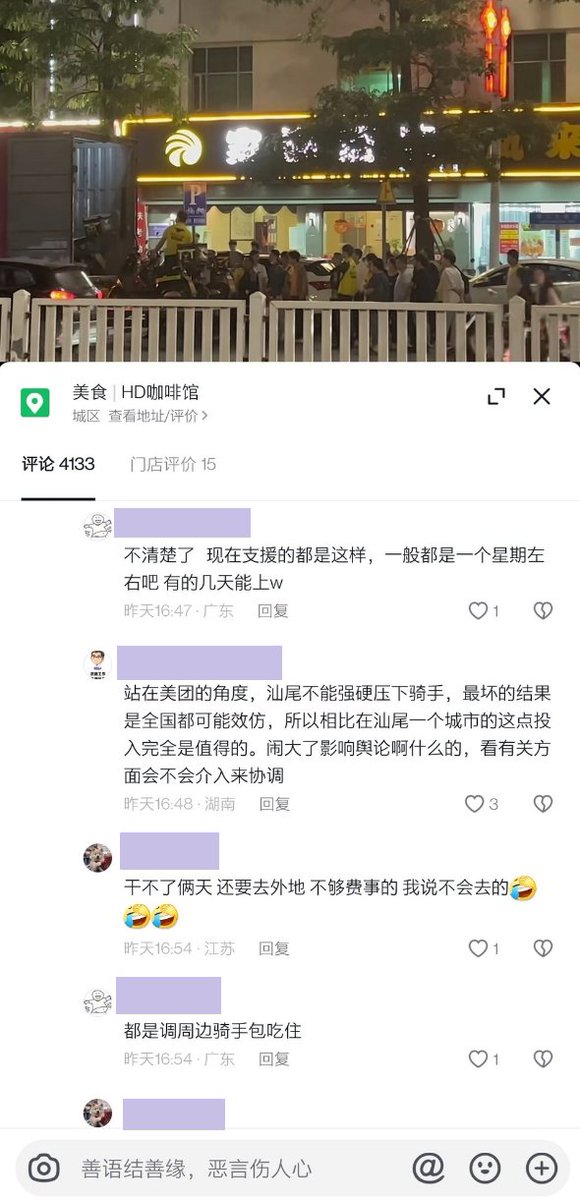 P
美食 | HD咖啡馆
城区 查看地址/评价 >
评论 4133
门店评价 15
不清楚了 现在支援的都是这样，一般都是一个星期左
右吧 有的几天能上w
昨天16:47 · 广东 回复 1
站在美团的角度，汕尾不能强硬压下骑手，最坏的结果
是全国都可能效仿，所以相比在汕尾一个城市的这点投
入完全是值得的。闹大了影响舆论啊什么的，看有关方
面会不会介入来协调
昨天16:48 · 湖南 回复 3
干不了俩天 还要去外地 不够费事的 我说不会去的🤣
🤣🤣
昨天16:54 · 江苏 回复 1
都是调周边骑手包吃住
昨天16:54 · 广东 回复 1
善语结善缘，恶言伤人心